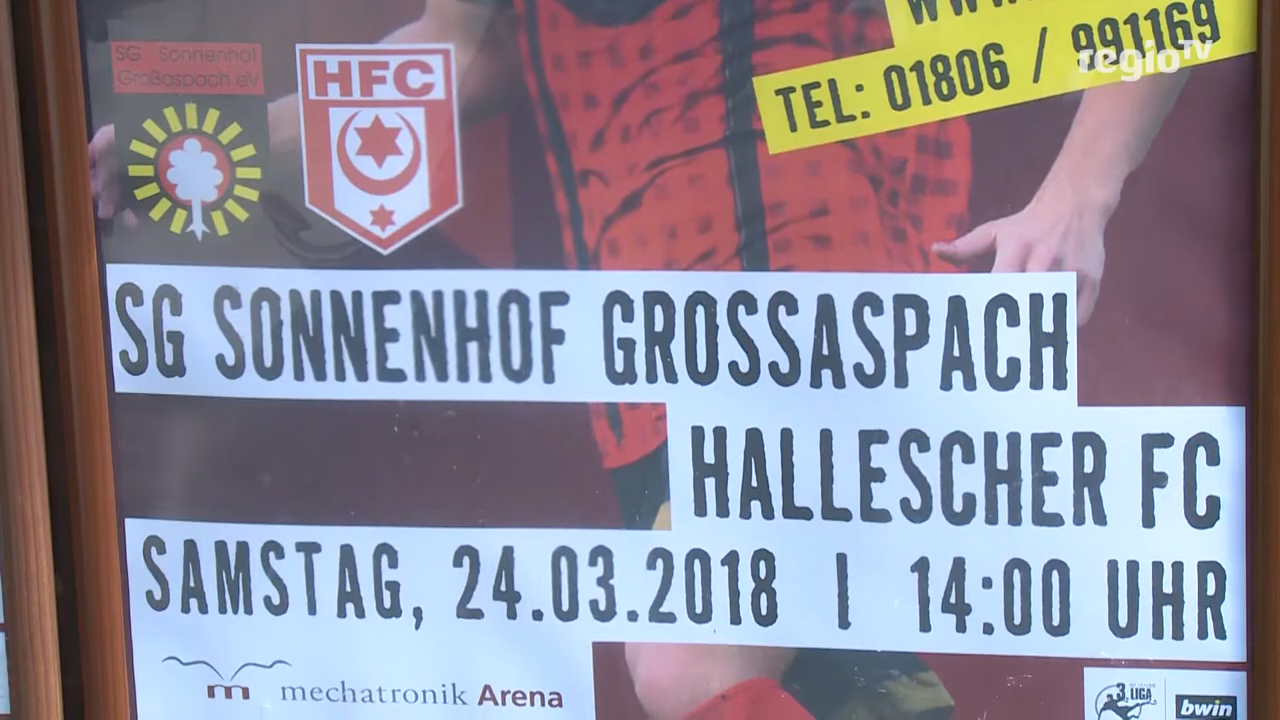 TEL: 01806 / 991169
regioTV
SG Sonnenhof
Großaspach eV
HFC
SG SONNENHOF GROSSASPACH
HALLESCHER FC
SAMSTAG, 24.03.2018 | 14:00 UHR
mechatronik Arena
3. LIGA
bwin